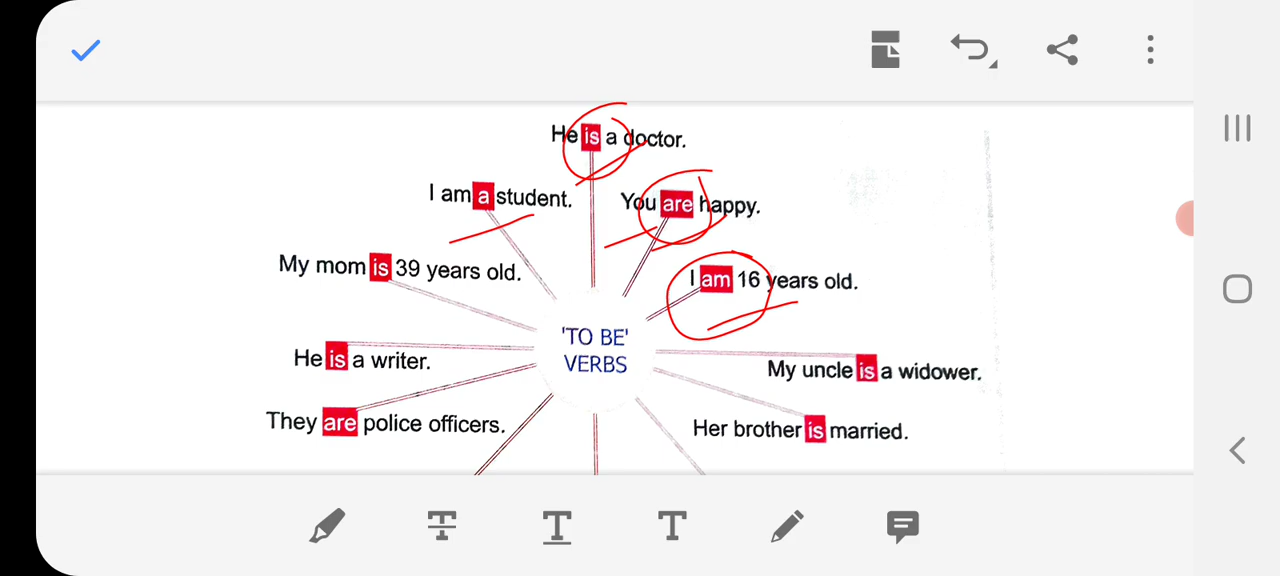 He is a doctor.
I am a student.
You are happy.
My mom is 39 years old.
I am 16 years old.
'TO BE'
VERBS
He is a writer.
My uncle is a widower.
They are police officers.
Her brother is married.